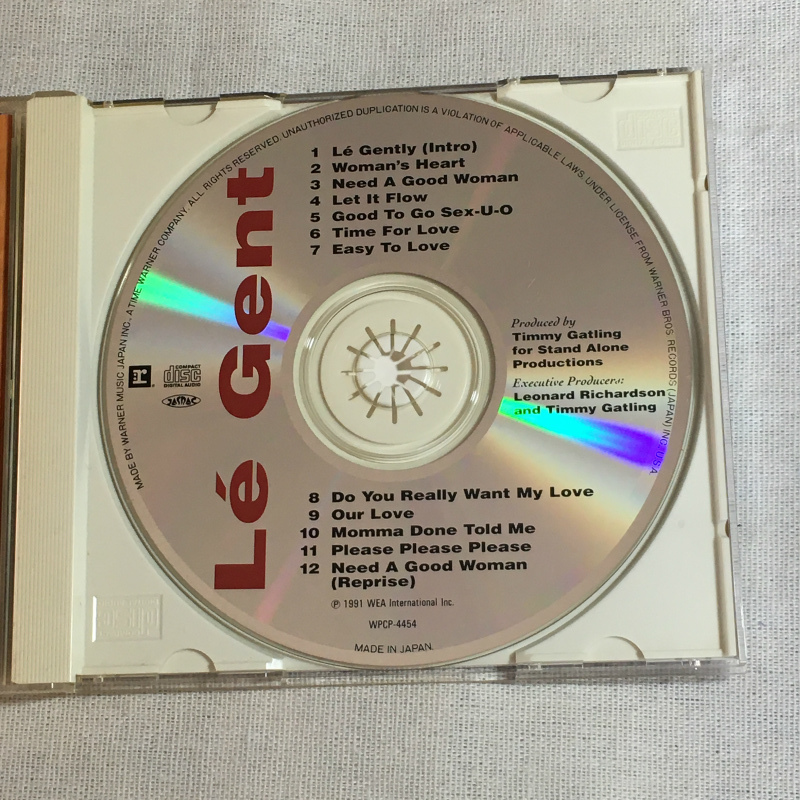 MADE BY WARNER MUSIC JAPAN INC., A TIME WARNER COMPANY. ALL RIGHTS RESERVED. UNAUTHORIZED DUPLICATION IS A VIOLATION OF APPLICABLE LAWS. UNDER LICENSE FROM WARNER BROS. RECORDS (JAPAN) INC./U.S.A.
Lé Gent
1 Lé Gently (Intro)
2 Woman's Heart
3 Need A Good Woman
4 Let It Flow
5 Good To Go Sex-U-O
6 Time For Love
7 Easy To Love
Produced by
Timmy Gatling
for Stand Alone
Productions
Executive Producers:
Leonard Richardson
and Timmy Gatling
r
COMPACT
disc
DIGITAL AUDIO
JASRAC
8 Do You Really Want My Love
9 Our Love
10 Momma Done Told Me
11 Please Please Please
12 Need A Good Woman
(Reprise)
℗ 1991 WEA International Inc.
WPCP-4454
MADE IN JAPAN.